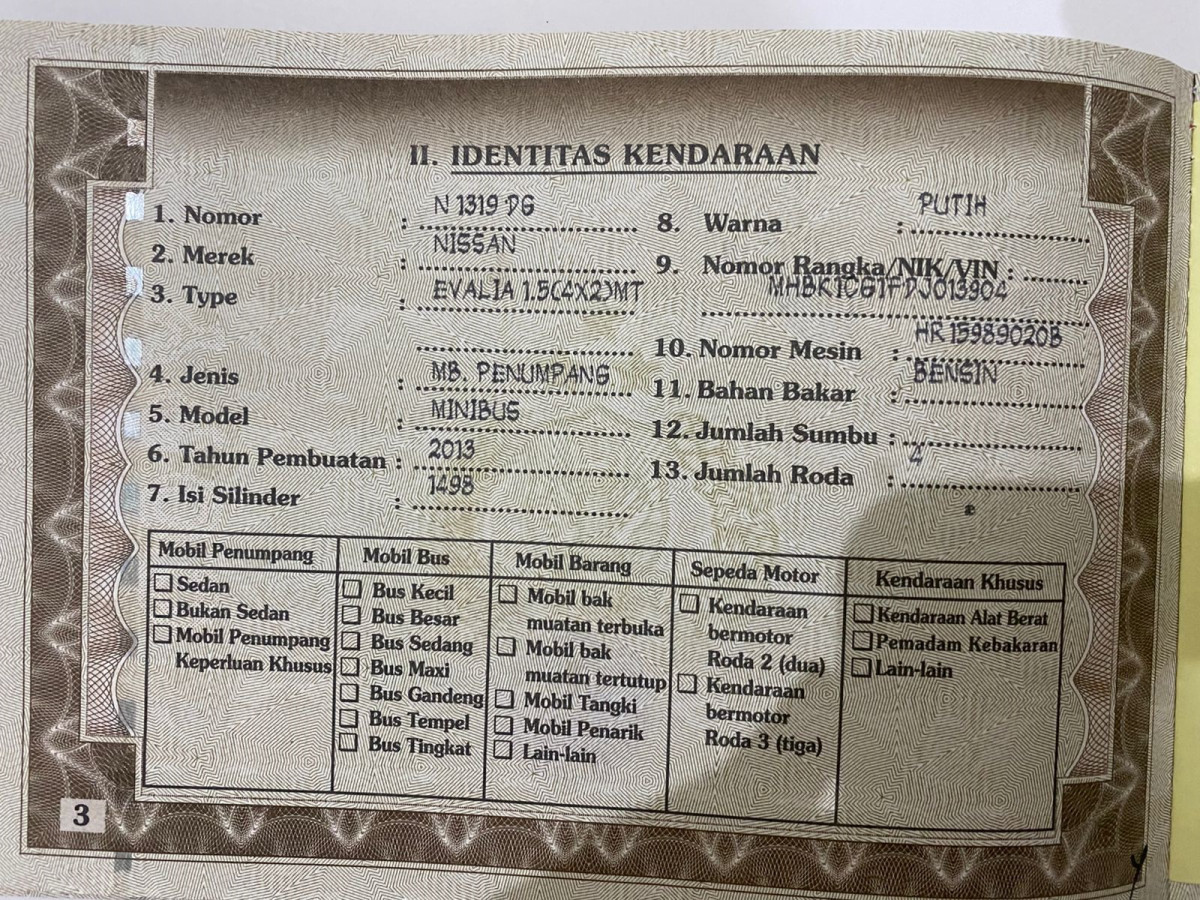 II. IDENTITAS KENDARAAN
1. Nomor : N 1319 DG
2. Merek : NISSAN
3. Type : EVALIA 1.5(4X2)MT
4. Jenis : MB. PENUMPANG
5. Model : MINIBUS
6. Tahun Pembuatan : 2013
7. Isi Silinder : 1498
8. Warna : PUTIH
9. Nomor Rangka/NIK/VIN :
MHBK1CG1FDJ013904
10. Nomor Mesin : HR15989020B
11. Bahan Bakar : BENSIN
12. Jumlah Sumbu :
13. Jumlah Roda : 4
Mobil Penumpang
Sedan
Bukan Sedan
Mobil Penumpang
Keperluan Khusus
Mobil Bus
Bus Kecil
Bus Besar
Bus Sedang
Bus Maxi
Bus Gandeng
Bus Tempel
Bus Tingkat
Mobil Barang
Mobil bak
muatan terbuka
Mobil bak
muatan tertutup
Mobil Tangki
Mobil Penarik
Lain-lain
Sepeda Motor
Kendaraan
bermotor
Roda 2 (dua)
Kendaraan
bermotor
Roda 3 (tiga)
Kendaraan Khusus
Kendaraan Alat Berat
Pemadam Kebakaran
Lain-lain
3